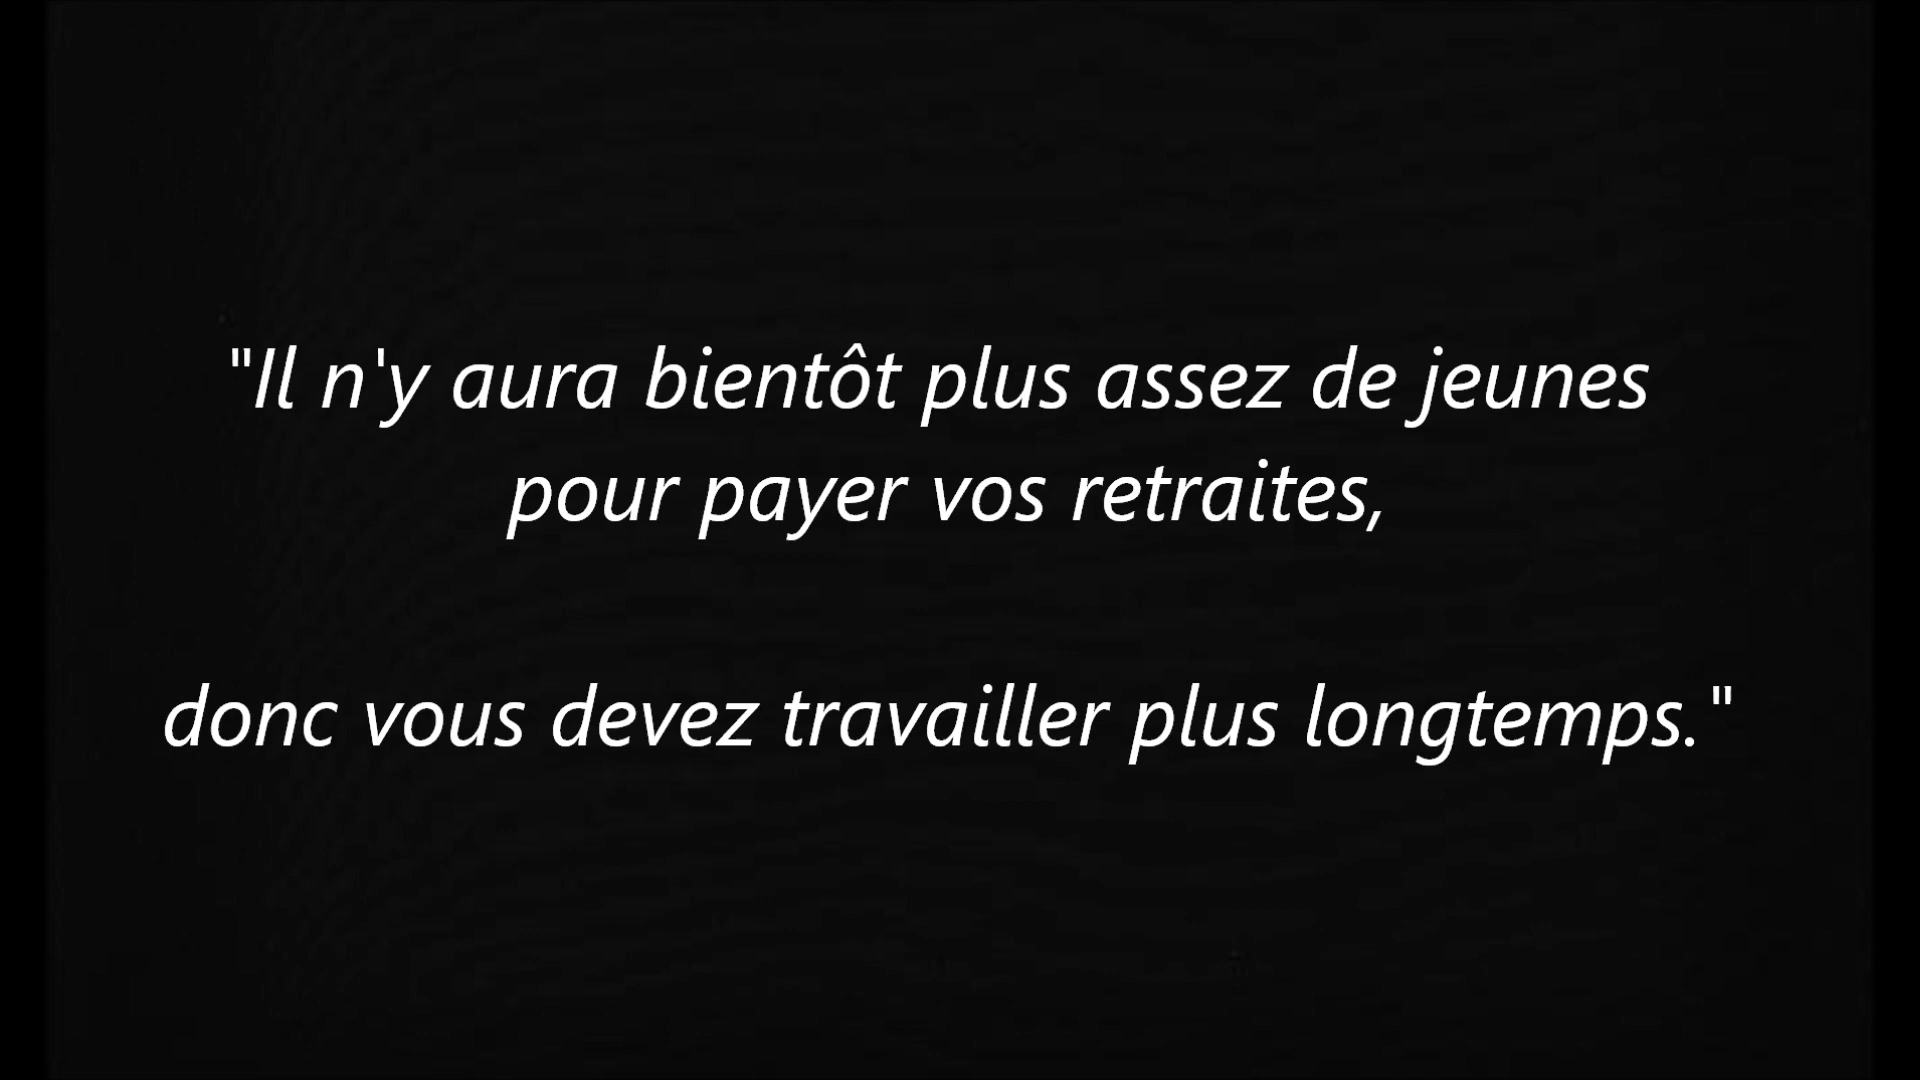 "Il n'y aura bientôt plus assez de jeunes
pour payer vos retraites,
donc vous devez travailler plus longtemps."